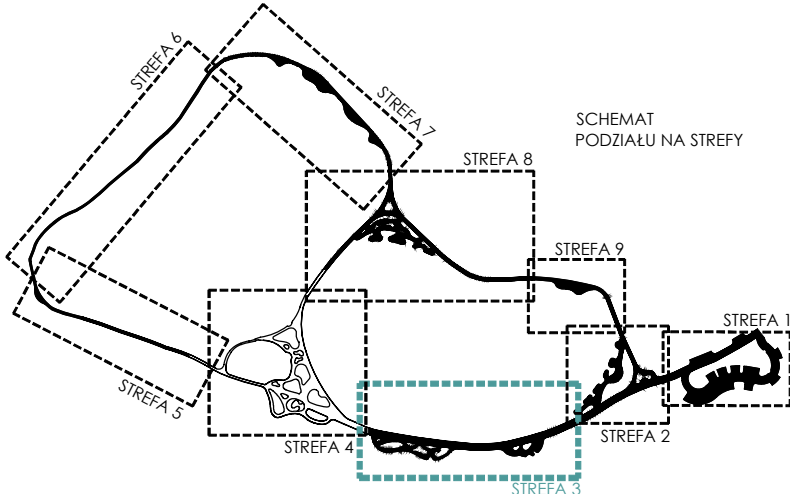 STREFA 6
STREFA 7
SCHEMAT
PODZIAŁU NA STREFY
STREFA 8
STREFA 9
STREFA 1
STREFA 5
STREFA 4
STREFA 2
STREFA 3